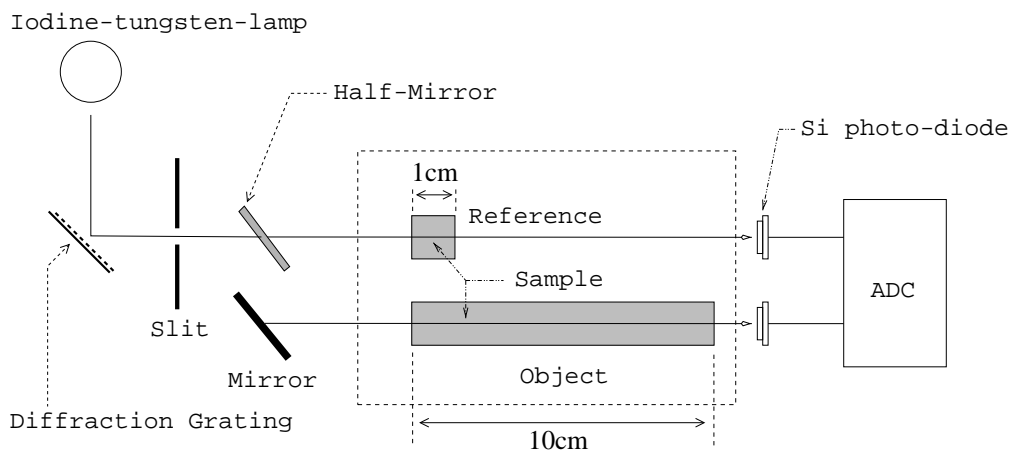 Iodine-tungsten-lamp
Half-Mirror
Si photo-diode
1cm
Reference
Sample
ADC
Slit
Mirror
Object
Diffraction Grating
10cm